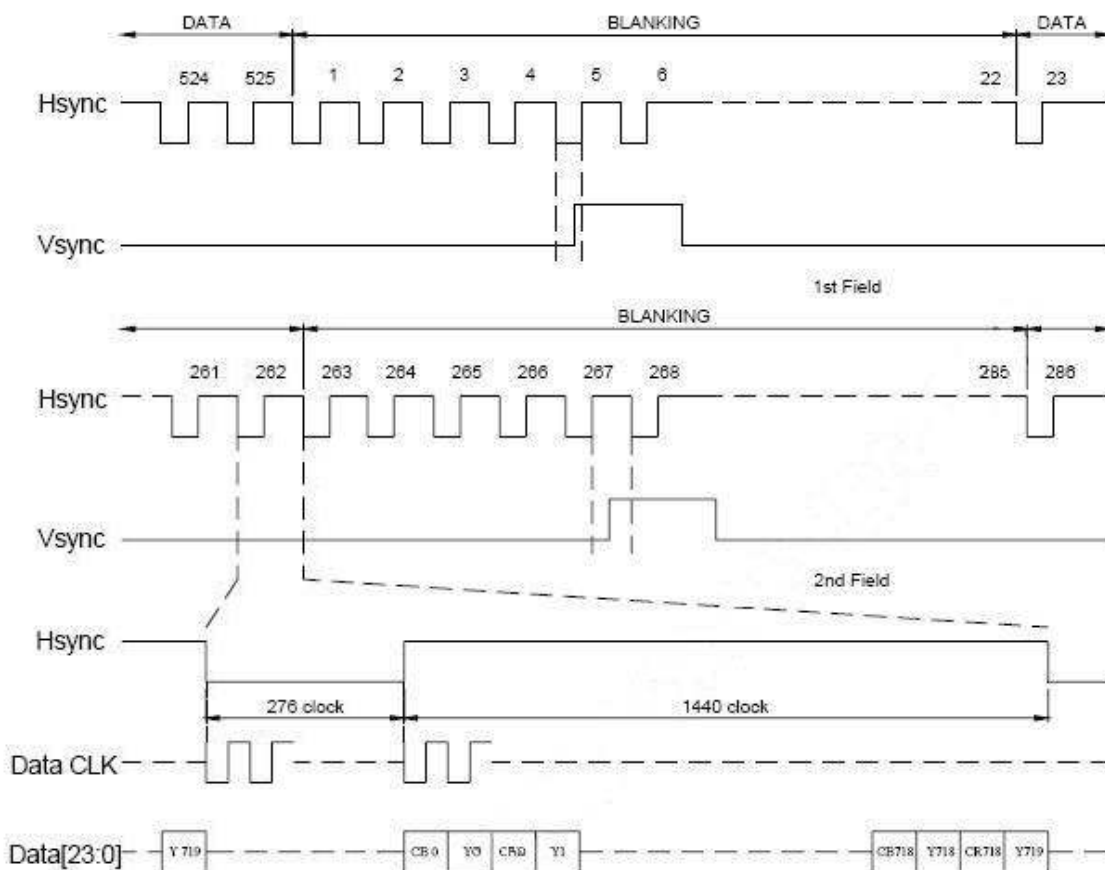 DATA BLANKING DATA
524 525 1 2 3 4 5 6 22 23
Hsync
Vsync
1st Field
BLANKING
261 262 263 264 265 266 267 268 285 286
Hsync
Vsync
2nd Field
Hsync
276 clock 1440 clock
Data CLK
Data[23:0] Y 719 CB 0 Y0 CR0 Y1 CB718 Y718 CR718 Y719